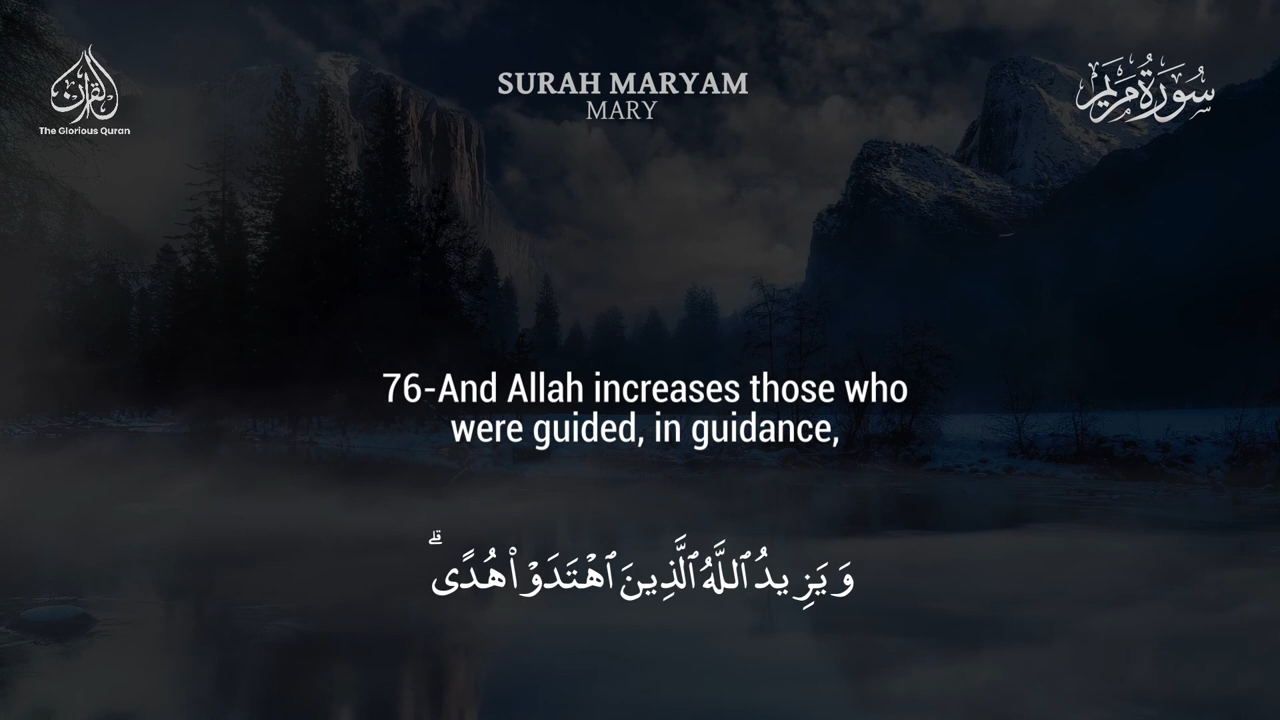 القرآن
The Glorious Quran
SURAH MARYAM
MARY
سُورَةُ مَرْيَم
76-And Allah increases those who
were guided, in guidance,
وَيَزِيدُ ٱللَّهُ ٱلَّذِينَ ٱهْتَدَوْا۟ هُدًى ۗ